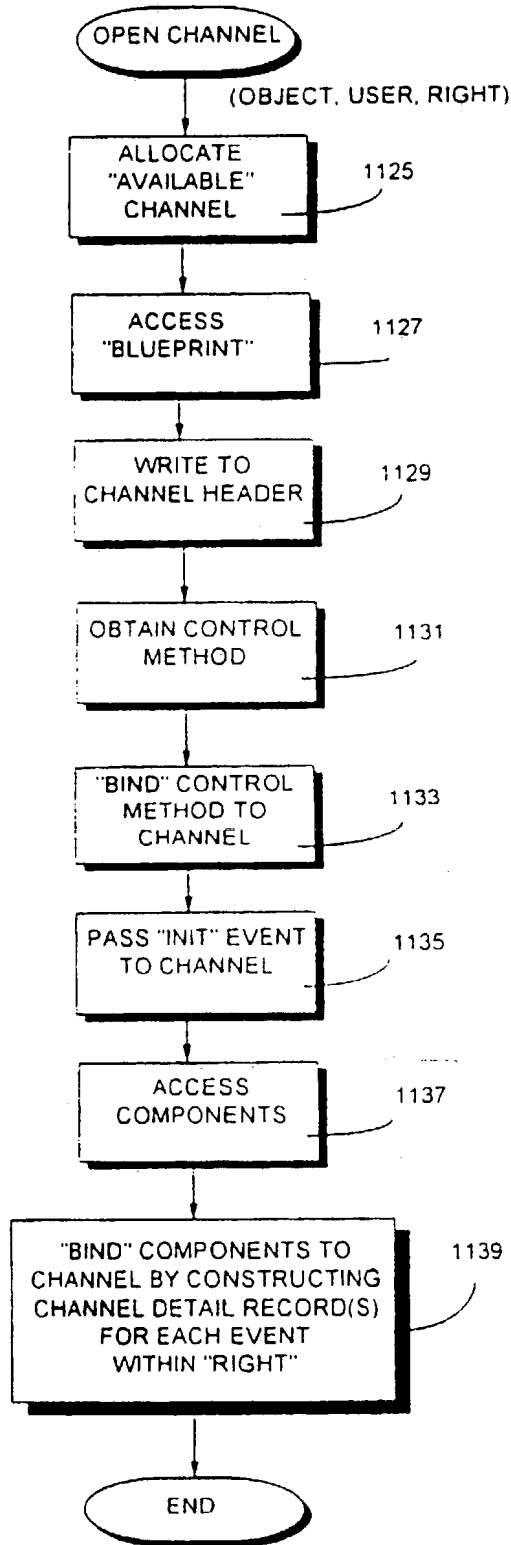 OPEN CHANNEL
(OBJECT, USER, RIGHT)
ALLOCATE
"AVAILABLE"
CHANNEL
1125
ACCESS
"BLUEPRINT"
1127
WRITE TO
CHANNEL HEADER
1129
OBTAIN CONTROL
METHOD
1131
"BIND" CONTROL
METHOD TO
CHANNEL
1133
PASS "INIT" EVENT
TO CHANNEL
1135
ACCESS
COMPONENTS
1137
"BIND" COMPONENTS TO
CHANNEL BY CONSTRUCTING
CHANNEL DETAIL RECORD(S)
FOR EACH EVENT
WITHIN "RIGHT"
1139
END